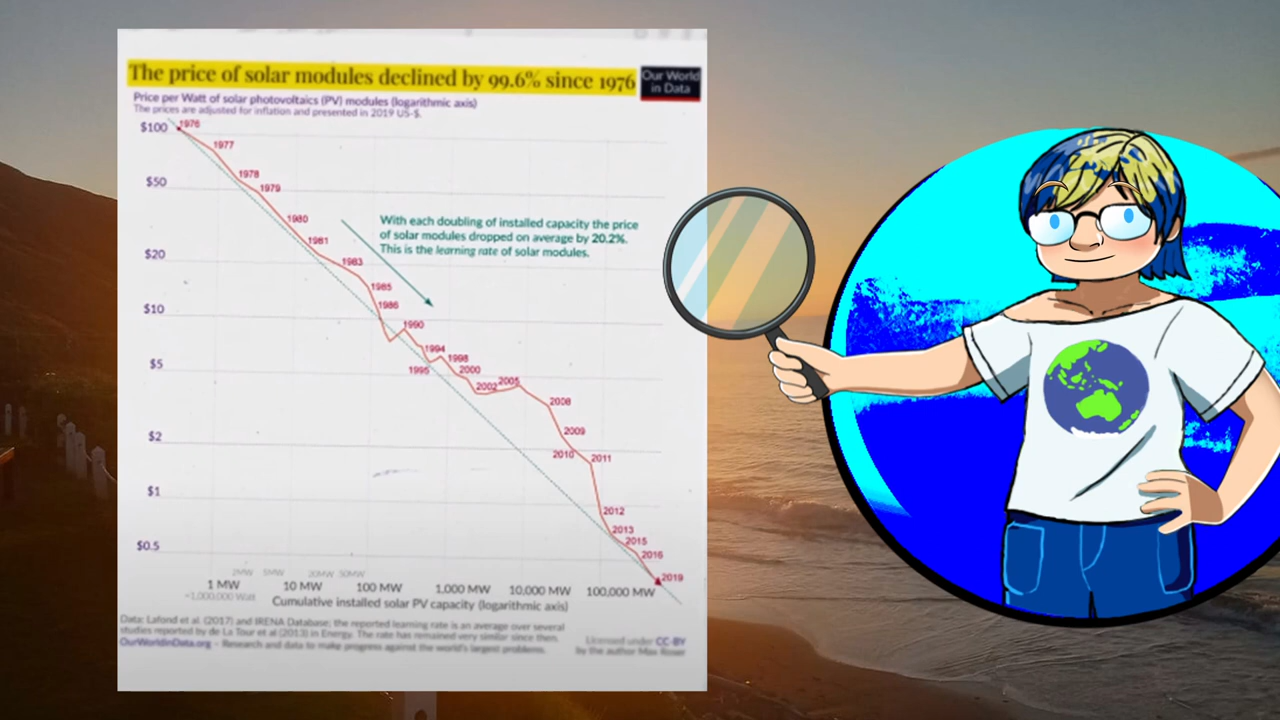 The price of solar modules declined by 99.6% since 1976
Our World
in Data
Price per Watt of solar photovoltaics (PV) modules (logarithmic axis)
The prices are adjusted for inflation and presented in 2019 US-$.
$100
$50
$20
$10
$5
$2
$1
$0.5
1976
1977
1978
1979
1980
1981
1983
1985
1986
1990
1994
1995
1998
2000
2002
2005
2008
2009
2010
2011
2012
2013
2015
2016
2019
With each doubling of installed capacity the price
of solar modules dropped on average by 20.2%.
This is the learning rate of solar modules.
2MW 5MW 20MW 50MW
1 MW 10 MW 100 MW 1,000 MW 10,000 MW 100,000 MW
=1,000,000 Watt
Cumulative installed solar PV capacity (logarithmic axis)
Data: Lafond et al. (2017) and IRENA Database; the reported learning rate is an average over several
studies reported by de La Tour et al (2013) in Energy. The rate has remained very similar since then.
OurWorldinData.org – Research and data to make progress against the world's largest problems.
Licensed under CC-BY
by the author Max Roser